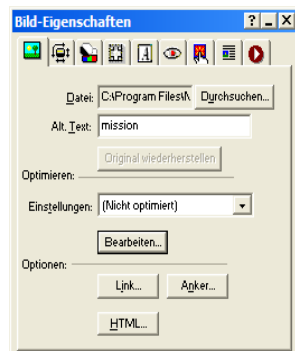 Bild-Eigenschaften
A
Datei: C:\Program Files\ Durchsuchen...
Alt. Text: mission
Original wiederherstellen
Optimieren:
Einstellungen: (Nicht optimiert)
Bearbeiten...
Optionen:
Link... Anker...
HTML...